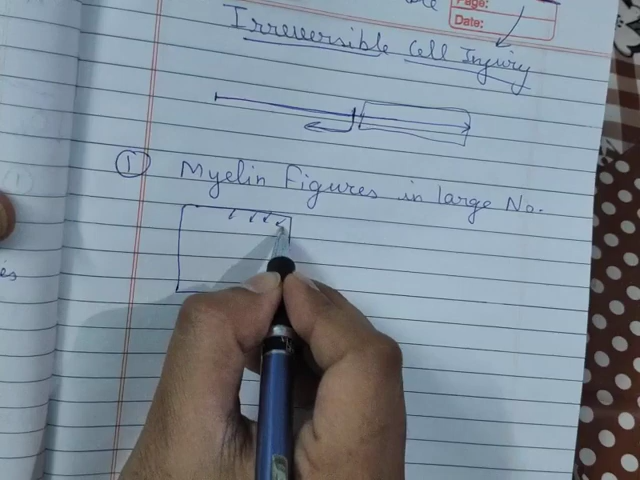 Page:
Date:
Irreversible Cell Injury
① Myelin Figures in large No.